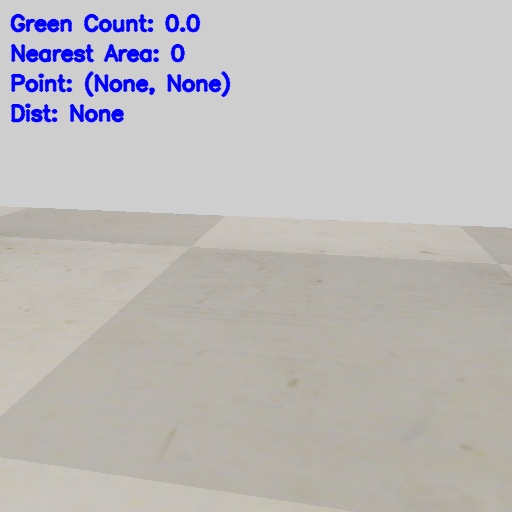 Green Count: 0.0
Nearest Area: 0
Point: (None, None)
Dist: None